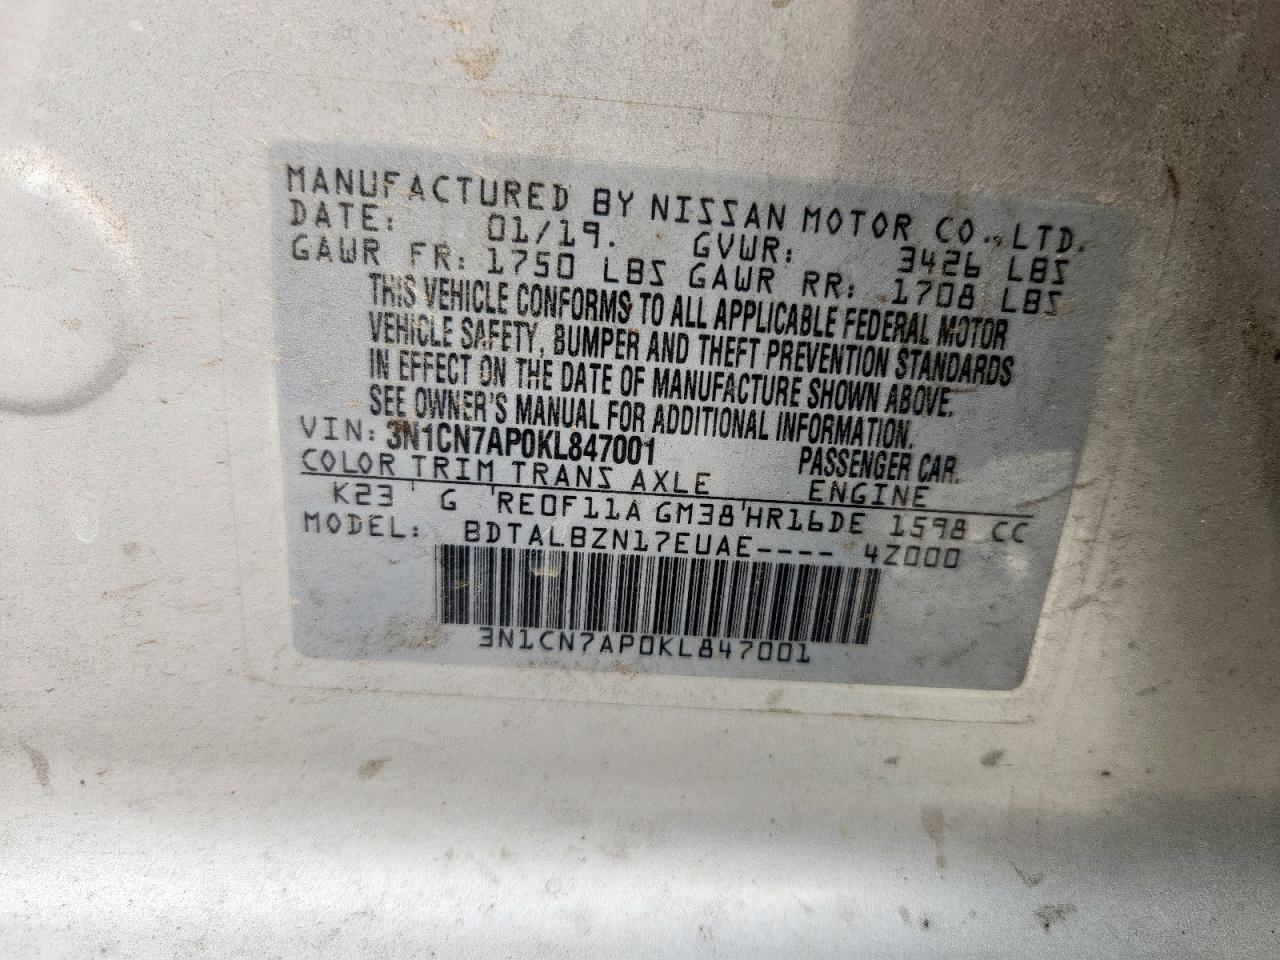 MANUFACTURED BY NISSAN MOTOR CO., LTD.
DATE: 01/19. GVWR: 3426 LBS
GAWR FR: 1750 LBS GAWR RR: 1708 LBS
THIS VEHICLE CONFORMS TO ALL APPLICABLE FEDERAL MOTOR
VEHICLE SAFETY, BUMPER AND THEFT PREVENTION STANDARDS
IN EFFECT ON THE DATE OF MANUFACTURE SHOWN ABOVE.
SEE OWNER'S MANUAL FOR ADDITIONAL INFORMATION.
VIN: 3N1CN7AP0KL847001 PASSENGER CAR.
COLOR TRIM TRANS AXLE ENGINE
K23 ' G 'RE0F11A GM38'HR16DE 1598 CC
MODEL: BDTALBZN17EUAE---- 4Z000
3N1CN7AP0KL847001